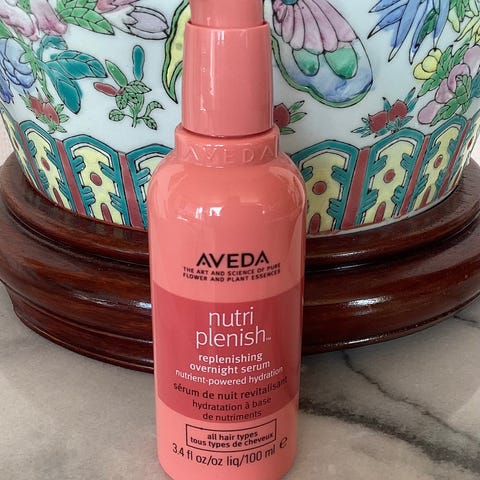 AVEDA
AVEDA
THE ART AND SCIENCE OF PURE
FLOWER AND PLANT ESSENCES
nutri
plenish™
replenishing
overnight serum
nutrient-powered hydration
sérum de nuit revitalisant
hydratation à base
de nutriments
all hair types
tous types de cheveux
3.4 fl oz/oz liq/100 ml e